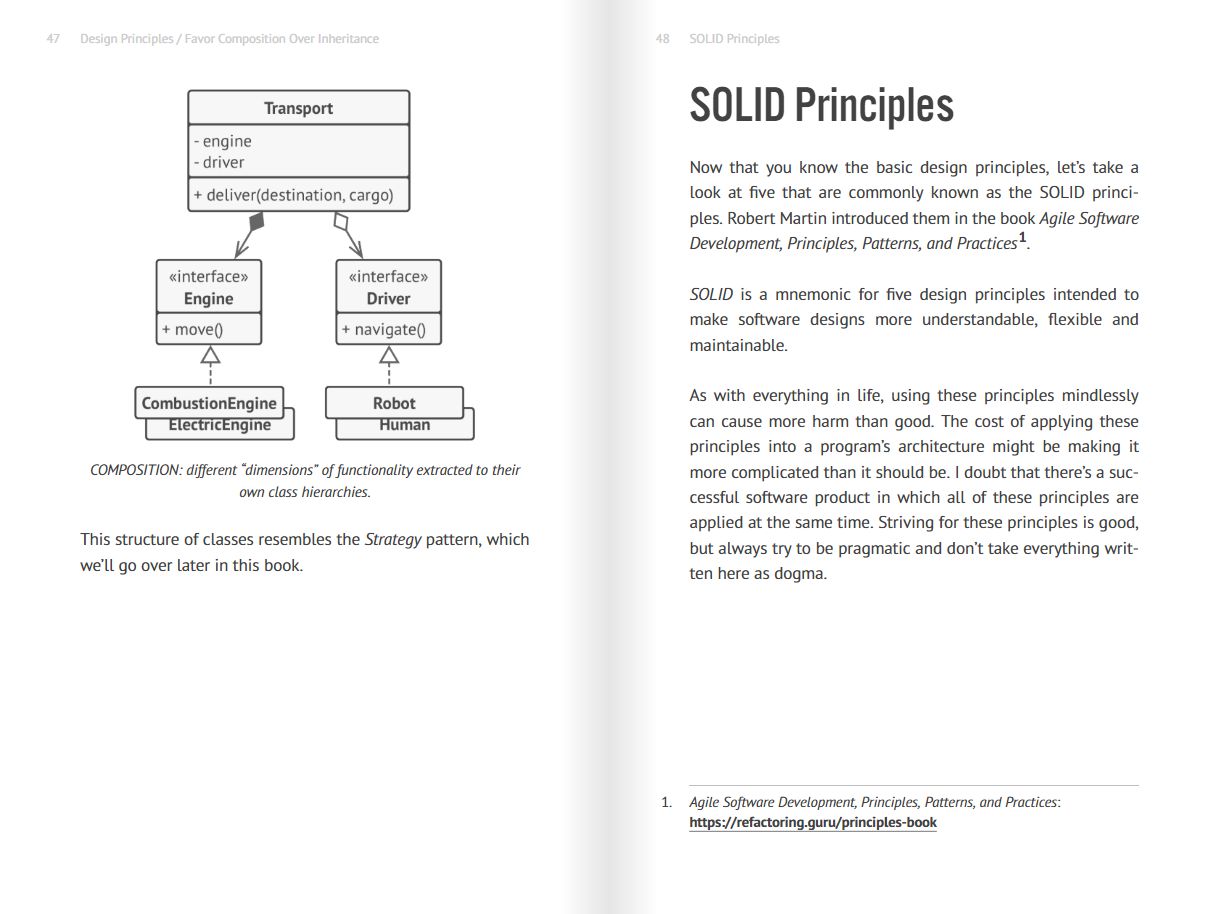 47 Design Principles / Favor Composition Over Inheritance
Transport
- engine
- driver
+ deliver(destination, cargo)
«interface»
Engine
+ move()
«interface»
Driver
+ navigate()
CombustionEngine
ElectricEngine
Robot
Human
COMPOSITION: different “dimensions” of functionality extracted to their
own class hierarchies.
This structure of classes resembles the Strategy pattern, which
we’ll go over later in this book.
48 SOLID Principles
SOLID Principles
Now that you know the basic design principles, let’s take a
look at five that are commonly known as the SOLID princi-
ples. Robert Martin introduced them in the book Agile Software
Development, Principles, Patterns, and Practices1.
SOLID is a mnemonic for five design principles intended to
make software designs more understandable, flexible and
maintainable.
As with everything in life, using these principles mindlessly
can cause more harm than good. The cost of applying these
principles into a program’s architecture might be making it
more complicated than it should be. I doubt that there’s a suc-
cessful software product in which all of these principles are
applied at the same time. Striving for these principles is good,
but always try to be pragmatic and don’t take everything writ-
ten here as dogma.
1. Agile Software Development, Principles, Patterns, and Practices:
https://refactoring.guru/principles-book